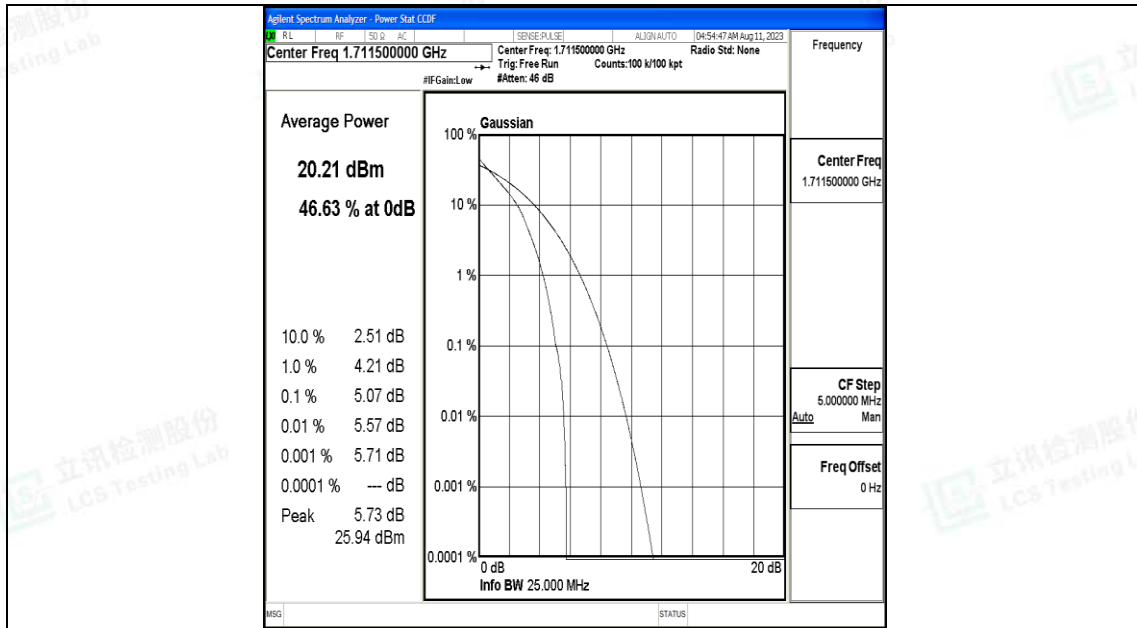 Agilent Spectrum Analyzer - Power Stat CCDF
LXI RL RF 50 Ω AC SENSE:PULSE ALIGN AUTO 04:54:47 AM Aug 11, 2023
Center Freq 1.711500000 GHz
Center Freq: 1.711500000 GHz Radio Std: None
Trig: Free Run Counts:100 k/100 kpt
#IFGain:Low #Atten: 46 dB
Frequency
Average Power
20.21 dBm
46.63 % at 0dB
10.0 % 2.51 dB
1.0 % 4.21 dB
0.1 % 5.07 dB
0.01 % 5.57 dB
0.001 % 5.71 dB
0.0001 % --- dB
Peak 5.73 dB
25.94 dBm
Gaussian
100 %
10 %
1 %
0.1 %
0.01 %
0.001 %
0.0001 %
0 dB 20 dB
Info BW 25.000 MHz
Center Freq
1.711500000 GHz
CF Step
5.000000 MHz
Auto Man
Freq Offset
0 Hz
MSG STATUS
立讯检测股份
LCS Testing Lab
立讯检测股份